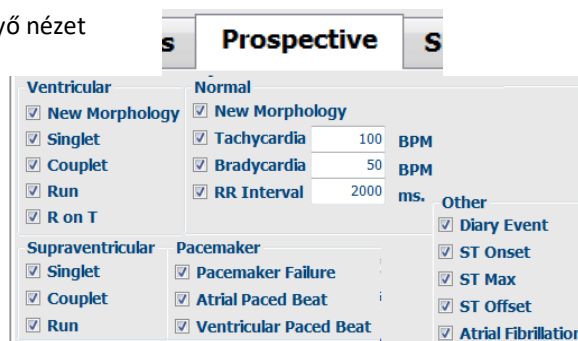 nézet
Prospective
S
Ventricular
New Morphology
Singlet
Couplet
Run
R on T
Normal
New Morphology
Tachycardia 100 BPM
Bradycardia 50 BPM
RR Interval 2000 ms.
Supraventricular
Singlet
Couplet
Run
Pacemaker
Pacemaker Failure
Atrial Paced Beat
Ventricular Paced Beat
Other
Diary Event
ST Onset
ST Max
ST Offset
Atrial Fibrillation